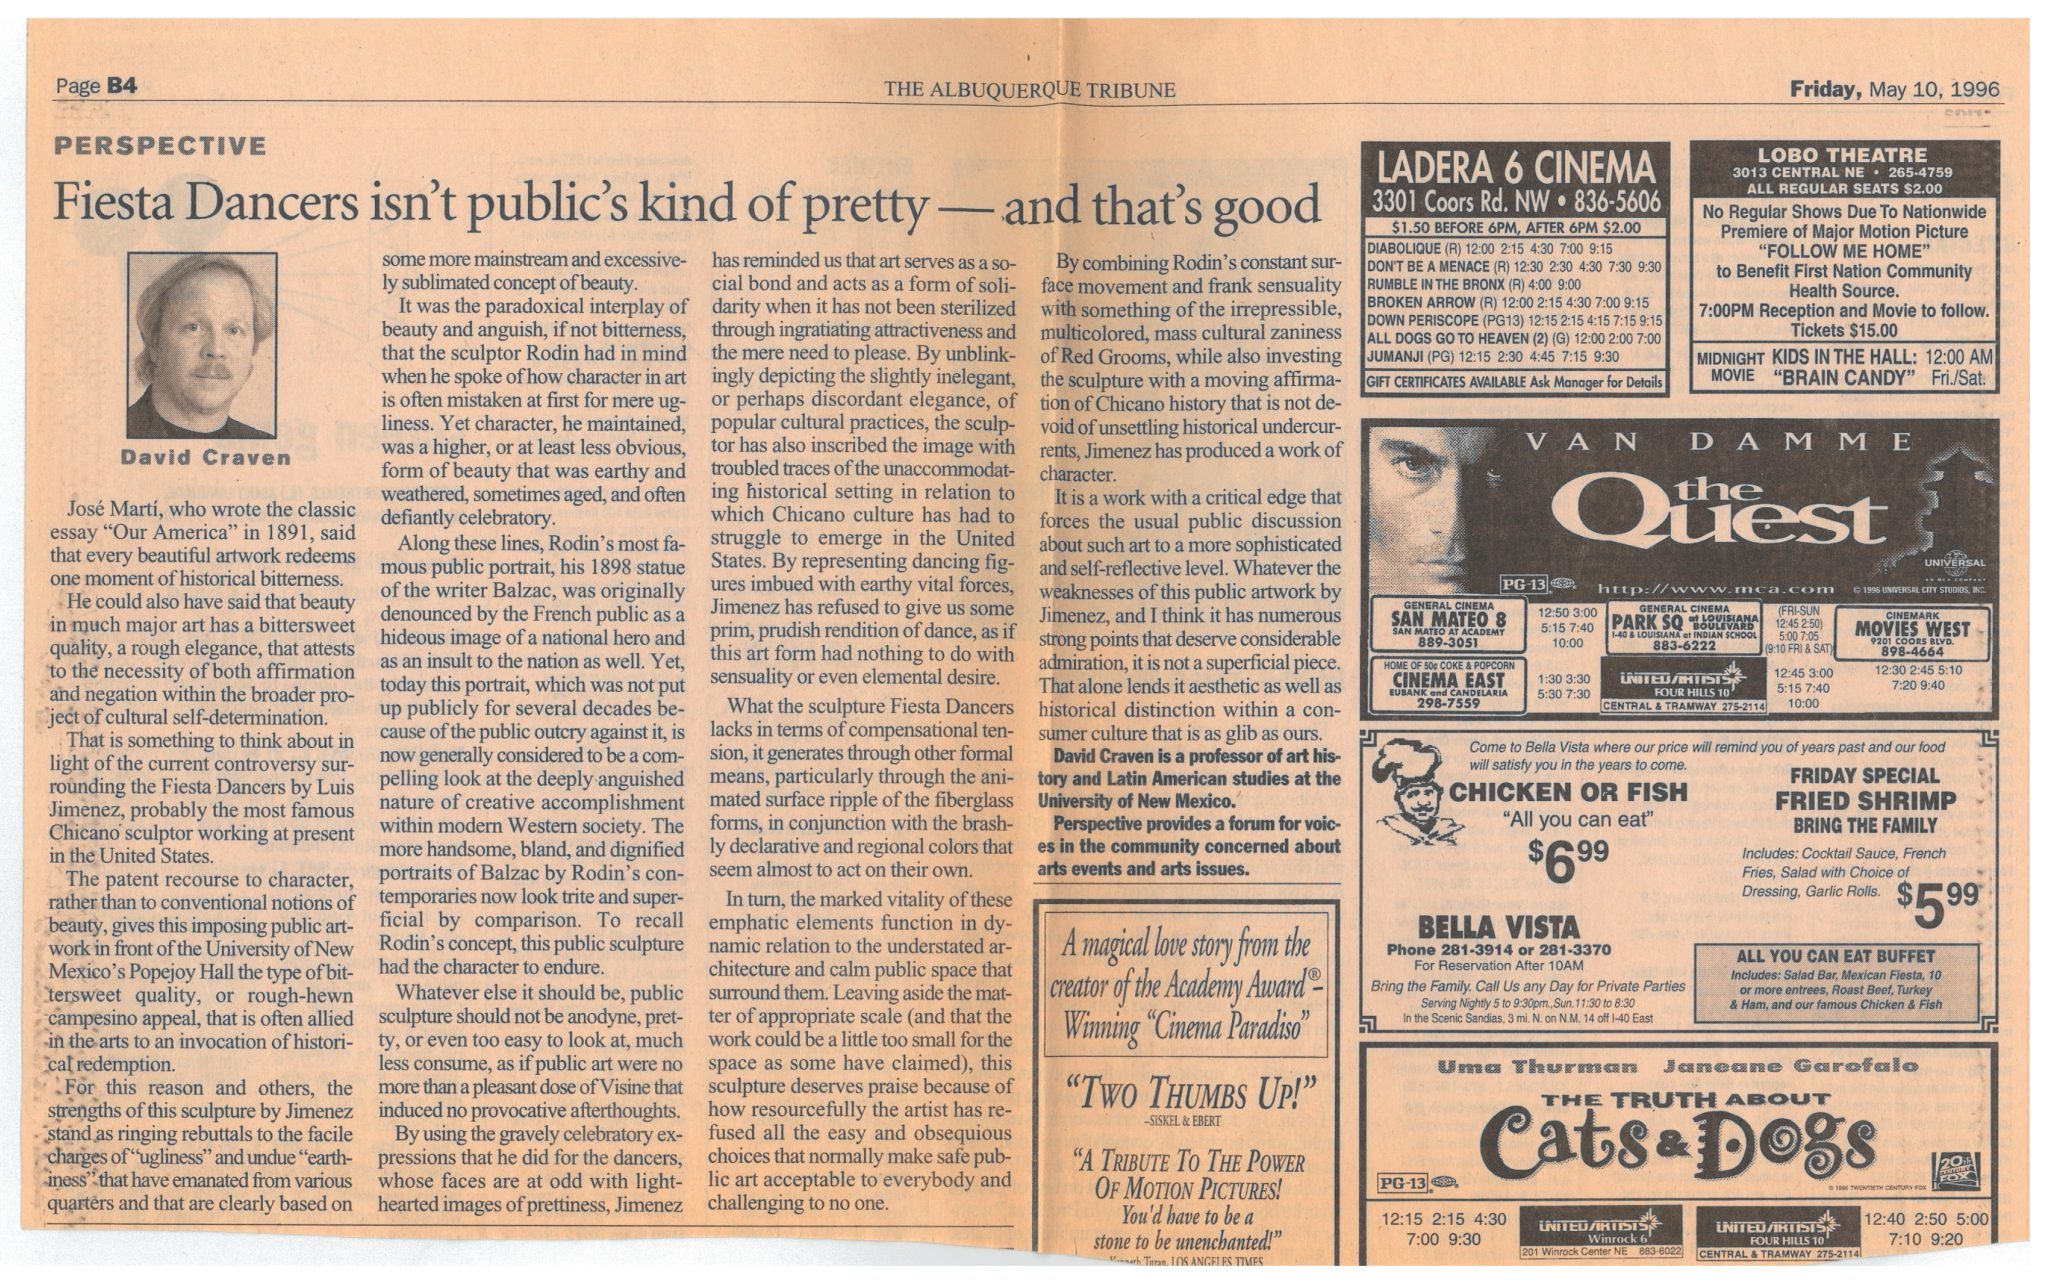 Page B4
THE ALBUQUERQUE TRIBUNE
Friday, May 10, 1996
PERSPECTIVE
Fiesta Dancers isn't public's kind of pretty — and that's good
David Craven
José Martí, who wrote the classic
essay "Our America" in 1891, said
that every beautiful artwork redeems
one moment of historical bitterness.
He could also have said that beauty
in much major art has a bittersweet
quality, a rough elegance, that attests
to the necessity of both affirmation
and negation within the broader pro-
ject of cultural self-determination.
That is something to think about in
light of the current controversy sur-
rounding the Fiesta Dancers by Luis
Jimenez, probably the most famous
Chicano sculptor working at present
in the United States.
The patent recourse to character,
rather than to conventional notions of
beauty, gives this imposing public art-
work in front of the University of New
Mexico's Popejoy Hall the type of bit-
tersweet quality, or rough-hewn
campesino appeal, that is often allied
in the arts to an invocation of histori-
cal redemption.
For this reason and others, the
strengths of this sculpture by Jimenez
stand as ringing rebuttals to the facile
charges of "ugliness" and undue "earth-
iness" that have emanated from various
quarters and that are clearly based on
some more mainstream and excessive-
ly sublimated concept of beauty.
It was the paradoxical interplay of
beauty and anguish, if not bitterness,
that the sculptor Rodin had in mind
when he spoke of how character in art
is often mistaken at first for mere ug-
liness. Yet character, he maintained,
was a higher, or at least less obvious,
form of beauty that was earthy and
weathered, sometimes aged, and often
defiantly celebratory.
Along these lines, Rodin's most fa-
mous public portrait, his 1898 statue
of the writer Balzac, was originally
denounced by the French public as a
hideous image of a national hero and
as an insult to the nation as well. Yet,
today this portrait, which was not put
up publicly for several decades be-
cause of the public outcry against it, is
now generally considered to be a com-
pelling look at the deeply anguished
nature of creative accomplishment
within modern Western society. The
more handsome, bland, and dignified
portraits of Balzac by Rodin's con-
temporaries now look trite and super-
ficial by comparison. To recall
Rodin's concept, this public sculpture
had the character to endure.
Whatever else it should be, public
sculpture should not be anodyne, pret-
ty, or even too easy to look at, much
less consume, as if public art were no
more than a pleasant dose of Visine that
induced no provocative afterthoughts.
By using the gravely celebratory ex-
pressions that he did for the dancers,
whose faces are at odd with light-
hearted images of prettiness, Jimenez
has reminded us that art serves as a so-
cial bond and acts as a form of soli-
darity when it has not been sterilized
through ingratiating attractiveness and
the mere need to please. By unblink-
ingly depicting the slightly inelegant,
or perhaps discordant elegance, of
popular cultural practices, the sculp-
tor has also inscribed the image with
troubled traces of the unaccommodat-
ing historical setting in relation to
which Chicano culture has had to
struggle to emerge in the United
States. By representing dancing fig-
ures imbued with earthy vital forces,
Jimenez has refused to give us some
prim, prudish rendition of dance, as if
this art form had nothing to do with
sensuality or even elemental desire.
What the sculpture Fiesta Dancers
lacks in terms of compensational ten-
sion, it generates through other formal
means, particularly through the ani-
mated surface ripple of the fiberglass
forms, in conjunction with the brash-
ly declarative and regional colors that
seem almost to act on their own.
In turn, the marked vitality of these
emphatic elements function in dy-
namic relation to the understated ar-
chitecture and calm public space that
surround them. Leaving aside the mat-
ter of appropriate scale (and that the
work could be a little too small for the
space as some have claimed), this
sculpture deserves praise because of
how resourcefully the artist has re-
fused all the easy and obsequious
choices that normally make safe pub-
lic art acceptable to everybody and
challenging to no one.
By combining Rodin's constant sur-
face movement and frank sensuality
with something of the irrepressible,
multicolored, mass cultural zaniness
of Red Grooms, while also investing
the sculpture with a moving affirma-
tion of Chicano history that is not de-
void of unsettling historical undercur-
rents, Jimenez has produced a work of
character.
It is a work with a critical edge that
forces the usual public discussion
about such art to a more sophisticated
and self-reflective level. Whatever the
weaknesses of this public artwork by
Jimenez, and I think it has numerous
strong points that deserve considerable
admiration, it is not a superficial piece.
That alone lends it aesthetic as well as
historical distinction within a con-
sumer culture that is as glib as ours.
David Craven is a professor of art his-
tory and Latin American studies at the
University of New Mexico.
Perspective provides a forum for voic-
es in the community concerned about
arts events and arts issues.
A magical love story from the
creator of the Academy Award®–
Winning "Cinema Paradiso"
"TWO THUMBS UP!"
–SISKEL & EBERT
"A TRIBUTE TO THE POWER
OF MOTION PICTURES!
You'd have to be a
stone to be unenchanted!"
Kenneth Turan, LOS ANGELES TIMES
LADERA 6 CINEMA
3301 Coors Rd. NW • 836-5606
$1.50 BEFORE 6PM, AFTER 6PM $2.00
DIABOLIQUE (R) 12:00 2:15 4:30 7:00 9:15
DON'T BE A MENACE (R) 12:30 2:30 4:30 7:30 9:30
RUMBLE IN THE BRONX (R) 4:00 9:00
BROKEN ARROW (R) 12:00 2:15 4:30 7:00 9:15
DOWN PERISCOPE (PG13) 12:15 2:15 4:15 7:15 9:15
ALL DOGS GO TO HEAVEN (2) (G) 12:00 2:00 7:00
JUMANJI (PG) 12:15 2:30 4:45 7:15 9:30
GIFT CERTIFICATES AVAILABLE Ask Manager for Details
LOBO THEATRE
3013 CENTRAL NE • 265-4759
ALL REGULAR SEATS $2.00
No Regular Shows Due To Nationwide
Premiere of Major Motion Picture
"FOLLOW ME HOME"
to Benefit First Nation Community
Health Source.
7:00PM Reception and Movie to follow.
Tickets $15.00
MIDNIGHT MOVIE
KIDS IN THE HALL: 12:00 AM
"BRAIN CANDY" Fri./Sat.
VAN DAMME
the
Quest
UNIVERSAL
AN MCA COMPANY
PG-13
http://www.mca.com
© 1996 UNIVERSAL CITY STUDIOS, INC.
GENERAL CINEMA
SAN MATEO 8
SAN MATEO AT ACADEMY
889-3051
12:50 3:00
5:15 7:40
10:00
GENERAL CINEMA
PARK SQ at LOUISIANA BOULEVARD
I-40 & LOUISIANA at INDIAN SCHOOL
883-6222
(FRI-SUN
12:45 2:50)
5:00 7:05
(9:10 FRI & SAT)
CINEMARK
MOVIES WEST
9201 COORS BLVD.
898-4664
12:30 2:45 5:10
7:20 9:40
HOME OF 50¢ COKE & POPCORN
CINEMA EAST
EUBANK and CANDELARIA
298-7559
1:30 3:30
5:30 7:30
UNITED ARTISTS
FOUR HILLS 10
CENTRAL & TRAMWAY 275-2114
12:45 3:00
5:15 7:40
10:00
Come to Bella Vista where our price will remind you of years past and our food
will satisfy you in the years to come.
CHICKEN OR FISH
"All you can eat"
$6.99
BELLA VISTA
Phone 281-3914 or 281-3370
For Reservation After 10AM
Bring the Family. Call Us any Day for Private Parties
Serving Nightly 5 to 9:30pm.,Sun.11:30 to 8:30
In the Scenic Sandias, 3 mi. N. on N.M. 14 off I-40 East
FRIDAY SPECIAL
FRIED SHRIMP
BRING THE FAMILY
Includes: Cocktail Sauce, French
Fries, Salad with Choice of
Dressing, Garlic Rolls.
$5.99
ALL YOU CAN EAT BUFFET
Includes: Salad Bar, Mexican Fiesta, 10
or more entrees, Roast Beef, Turkey
& Ham, and our famous Chicken & Fish
Uma Thurman Janeane Garofalo
THE TRUTH ABOUT
Cats & Dogs
PG-13
© 1996 TWENTIETH CENTURY FOX
20th CENTURY FOX
12:15 2:15 4:30
7:00 9:30
UNITED ARTISTS
Winrock 6
201 Winrock Center NE 883-6022
UNITED ARTISTS
FOUR HILLS 10
CENTRAL & TRAMWAY 275-2114
12:40 2:50 5:00
7:10 9:20